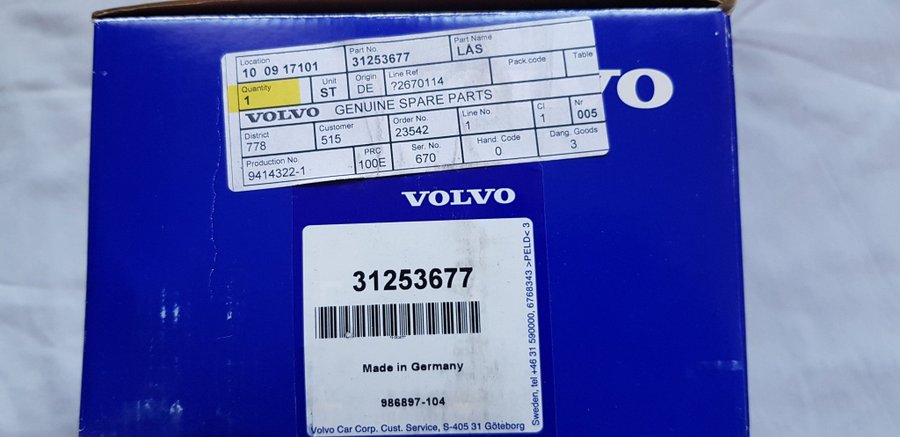 Location
10 09 17101
Part No.
31253677
Part Name
LÅS
Quantity
1
Unit
ST
Origin
DE
Line Ref
?2670114
Pack.code
Table
VOLVO GENUINE SPARE PARTS
District
778
Customer
515
Order No.
23542
Line No.
1
Cl
1
Nr
005
Production No.
9414322-1
PRC
100E
Ser. No.
670
Hand. Code
0
Dang. Goods
3
VO
VOLVO
31253677
Made in Germany
986897-104
Volvo Car Corp. Cust. Service, S-405 31 Göteborg
Sweden, tel +46 31 590000, 6768343 >PELD< 3